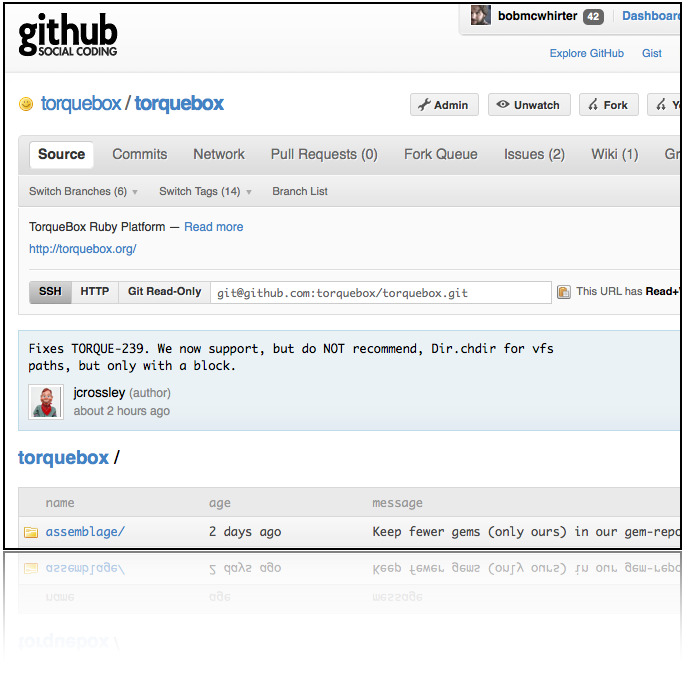 github
SOCIAL CODING
bobmcwhirter 42 Dashboard
Explore GitHub Gist
torquebox / torquebox
Admin Unwatch Fork
Source Commits Network Pull Requests (0) Fork Queue Issues (2) Wiki (1) Gr
Switch Branches (6) Switch Tags (14) Branch List
TorqueBox Ruby Platform — Read more
http://torquebox.org/
SSH HTTP Git Read-Only git@github.com:torquebox/torquebox.git This URL has Read+
Fixes TORQUE-239. We now support, but do NOT recommend, Dir.chdir for vfs
paths, but only with a block.
jcrossley (author)
about 2 hours ago
torquebox /
name age message
assemblage/ 2 days ago Keep fewer gems (only ours) in our gem-repo